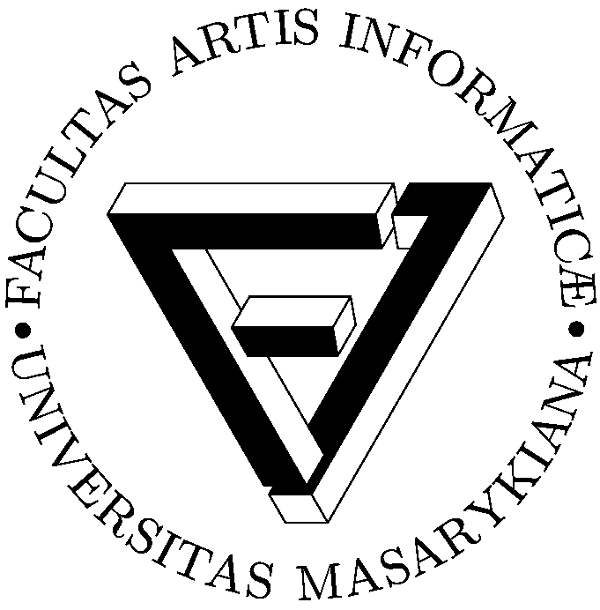 FACULTAS ARTIS INFORMATICÆ
• UNIVERSITAS MASARYKIANA •